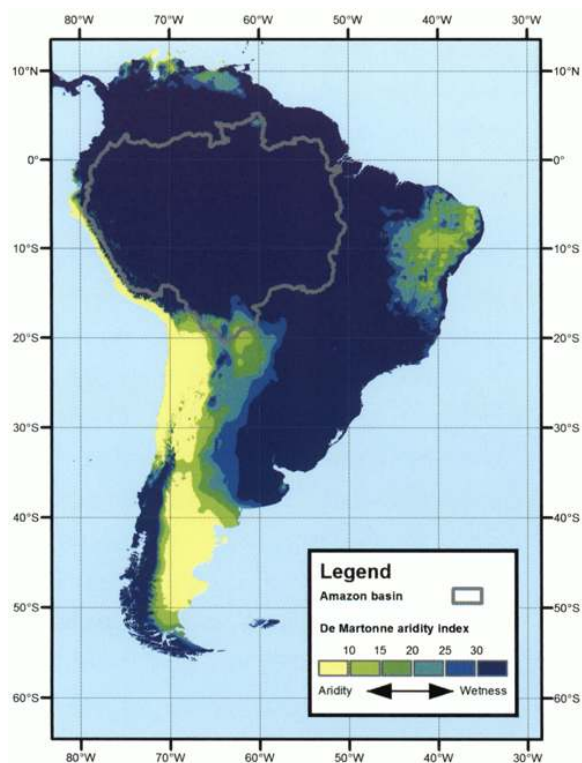 80°W 70°W 60°W 50°W 40°W 30°W
10°N 10°N
0° 0°
10°S 10°S
20°S 20°S
30°S 30°S
40°S 40°S
50°S 50°S
60°S 60°S
Legend
Amazon basin
De Martonne aridity index
10 15 20 25 30
Aridity Wetness
80°W 70°W 60°W 50°W 40°W 30°W